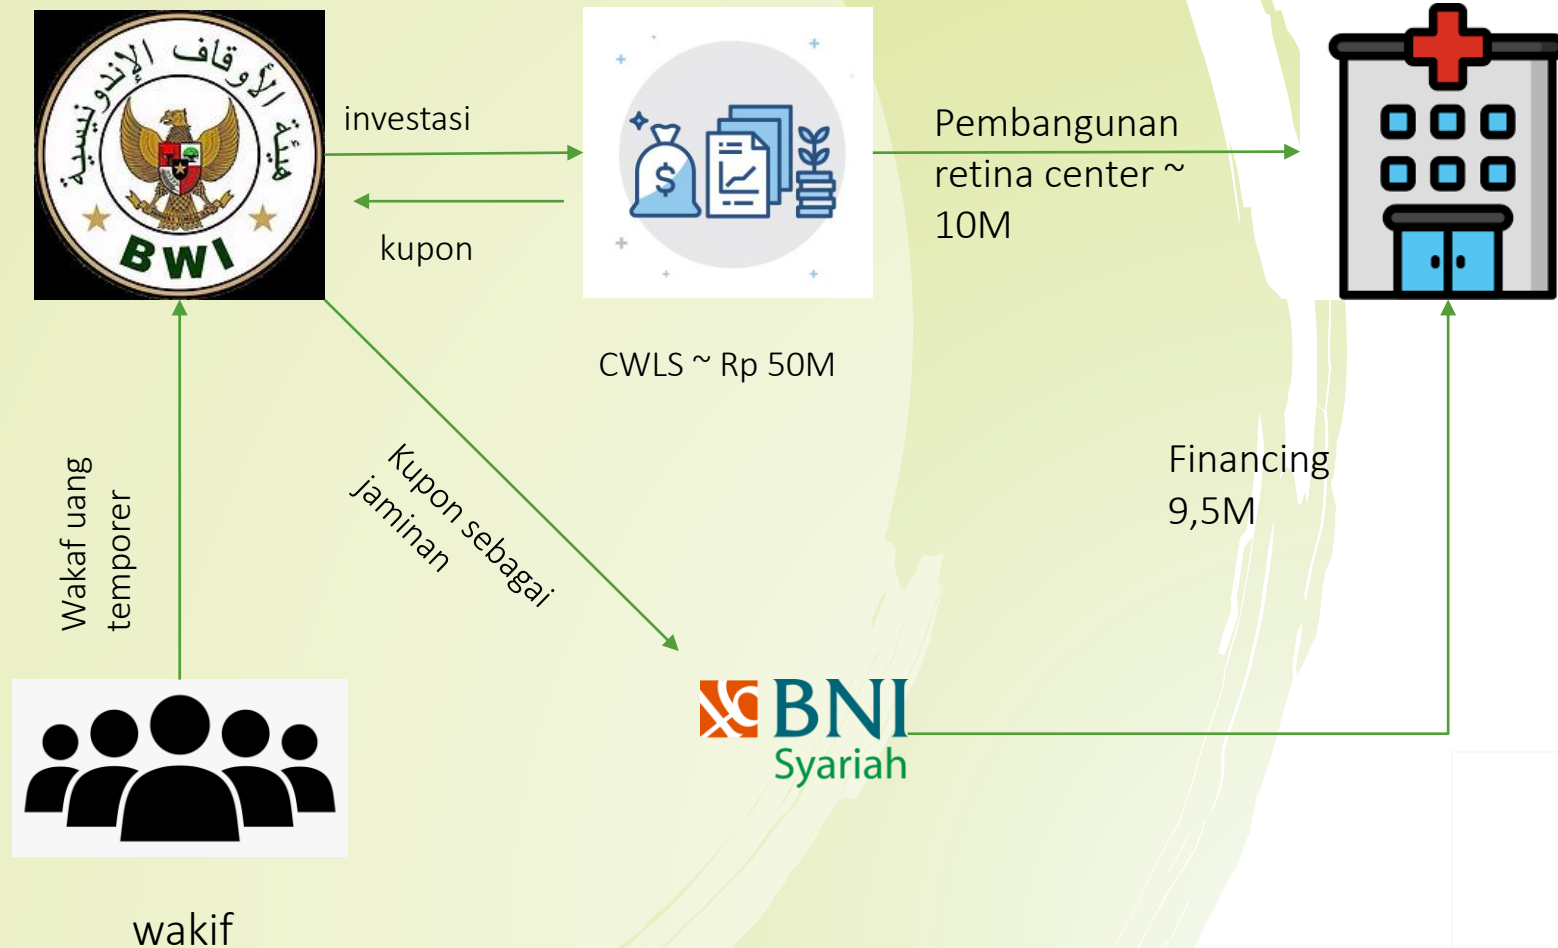 هيئة الأوقاف الإندونيسية
BWI
investasi
kupon
Pembangunan
retina center ~
10M
CWLS ~ Rp 50M
Wakaf uang
temporer
Kupon sebagai
jaminan
Financing
9,5M
BNI
Syariah
wakif